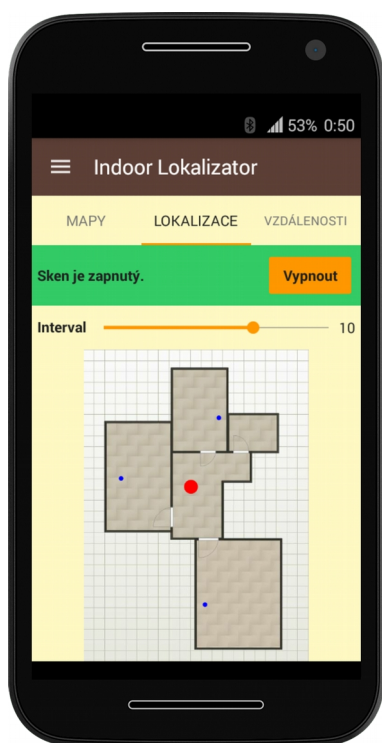 53% 0:50
Indoor Lokalizator
MAPY LOKALIZACE VZDÁLENOSTI
Sken je zapnutý. Vypnout
Interval 10